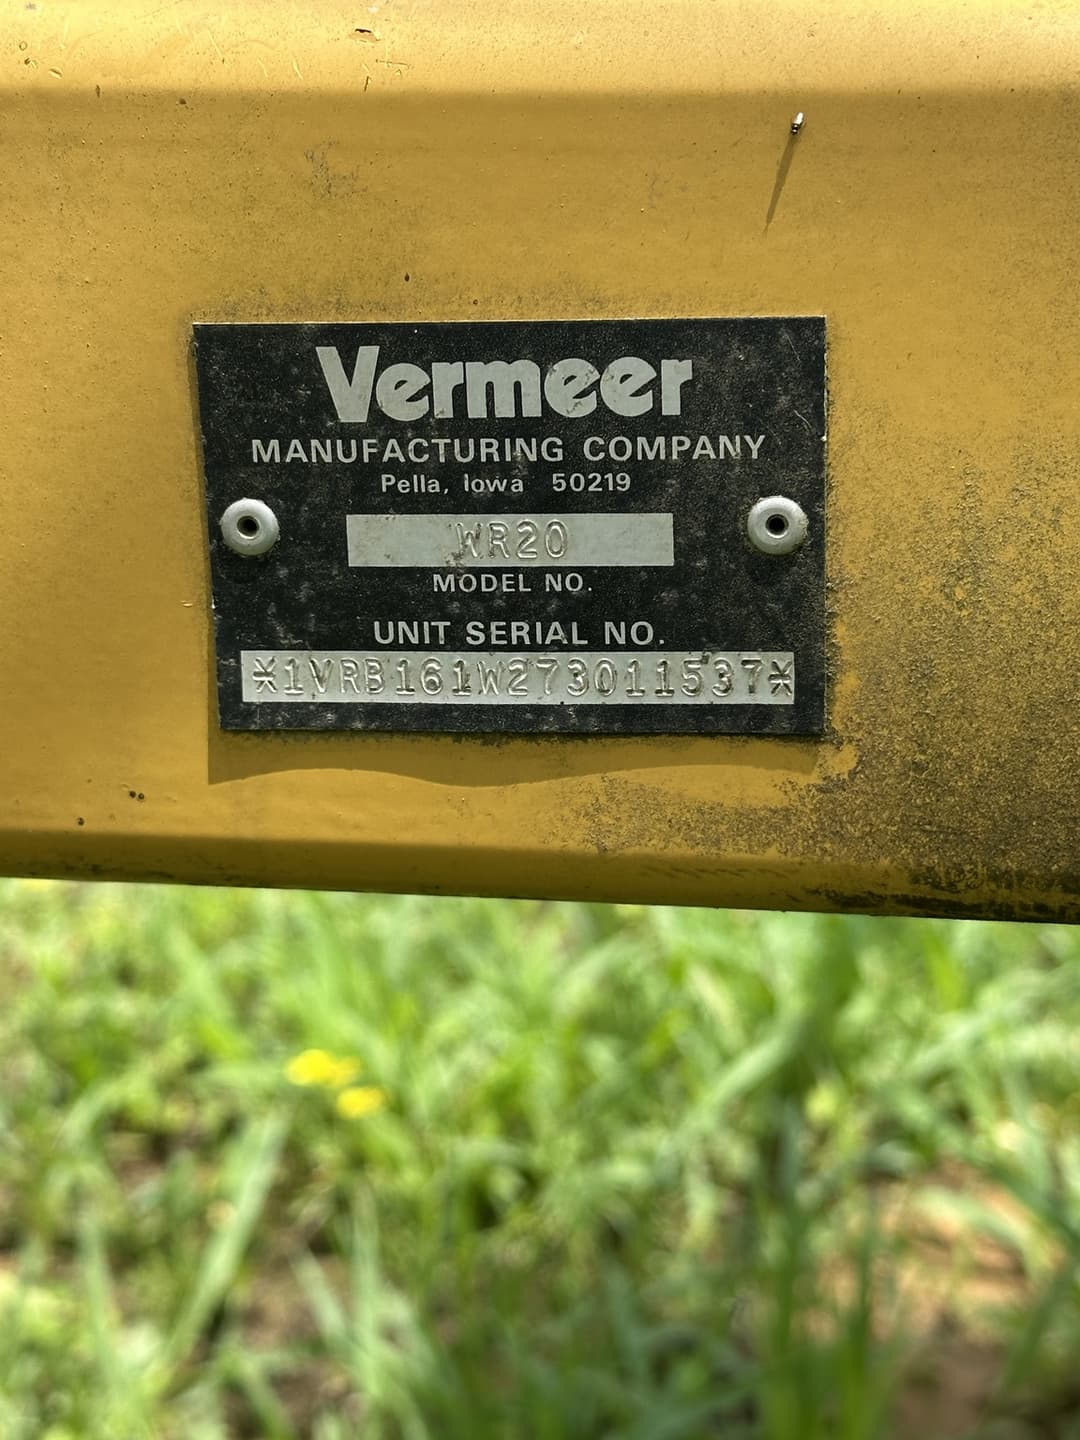 Vermeer
MANUFACTURING COMPANY
Pella, Iowa 50219
WR20
MODEL NO.
UNIT SERIAL NO.
*1VRB161W273011537*